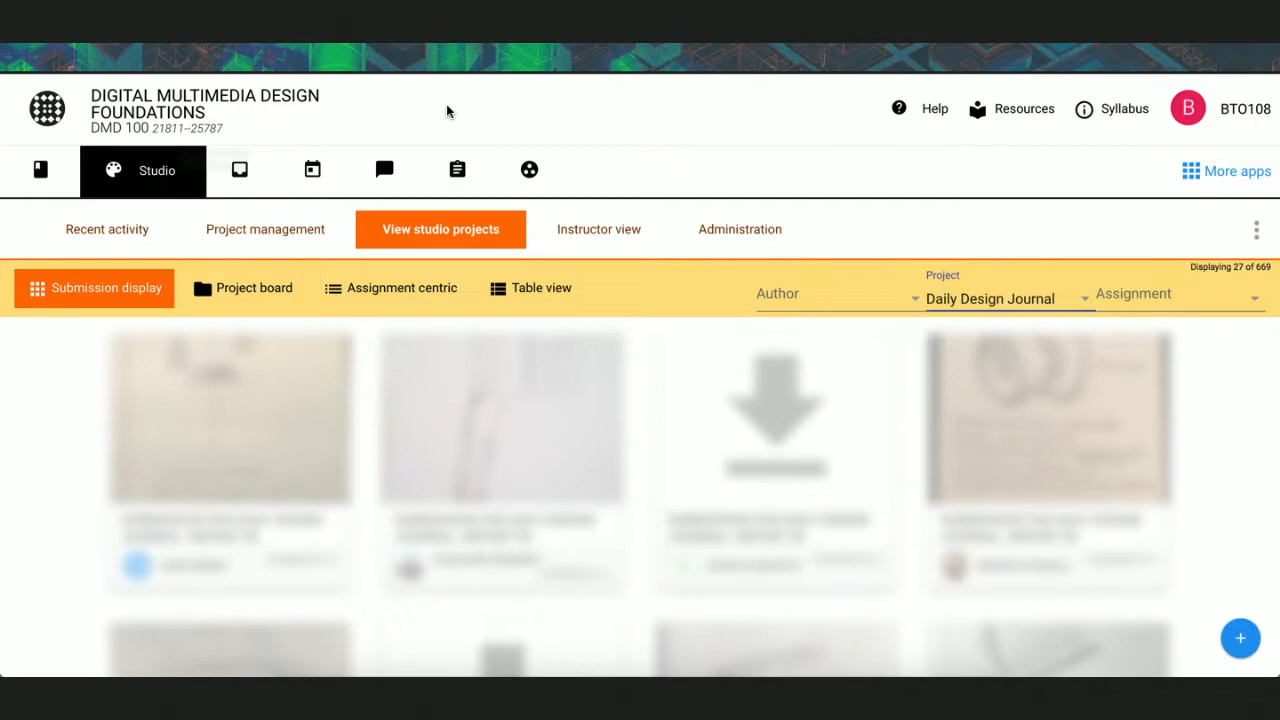 DIGITAL MULTIMEDIA DESIGN
FOUNDATIONS
DMD 100 21811--25787
Help
Resources
Syllabus
B
BTO108
Studio
More apps
Recent activity
Project management
View studio projects
Instructor view
Administration
Displaying 27 of 669
Submission display
Project board
Assignment centric
Table view
Author
Project
Daily Design Journal
Assignment